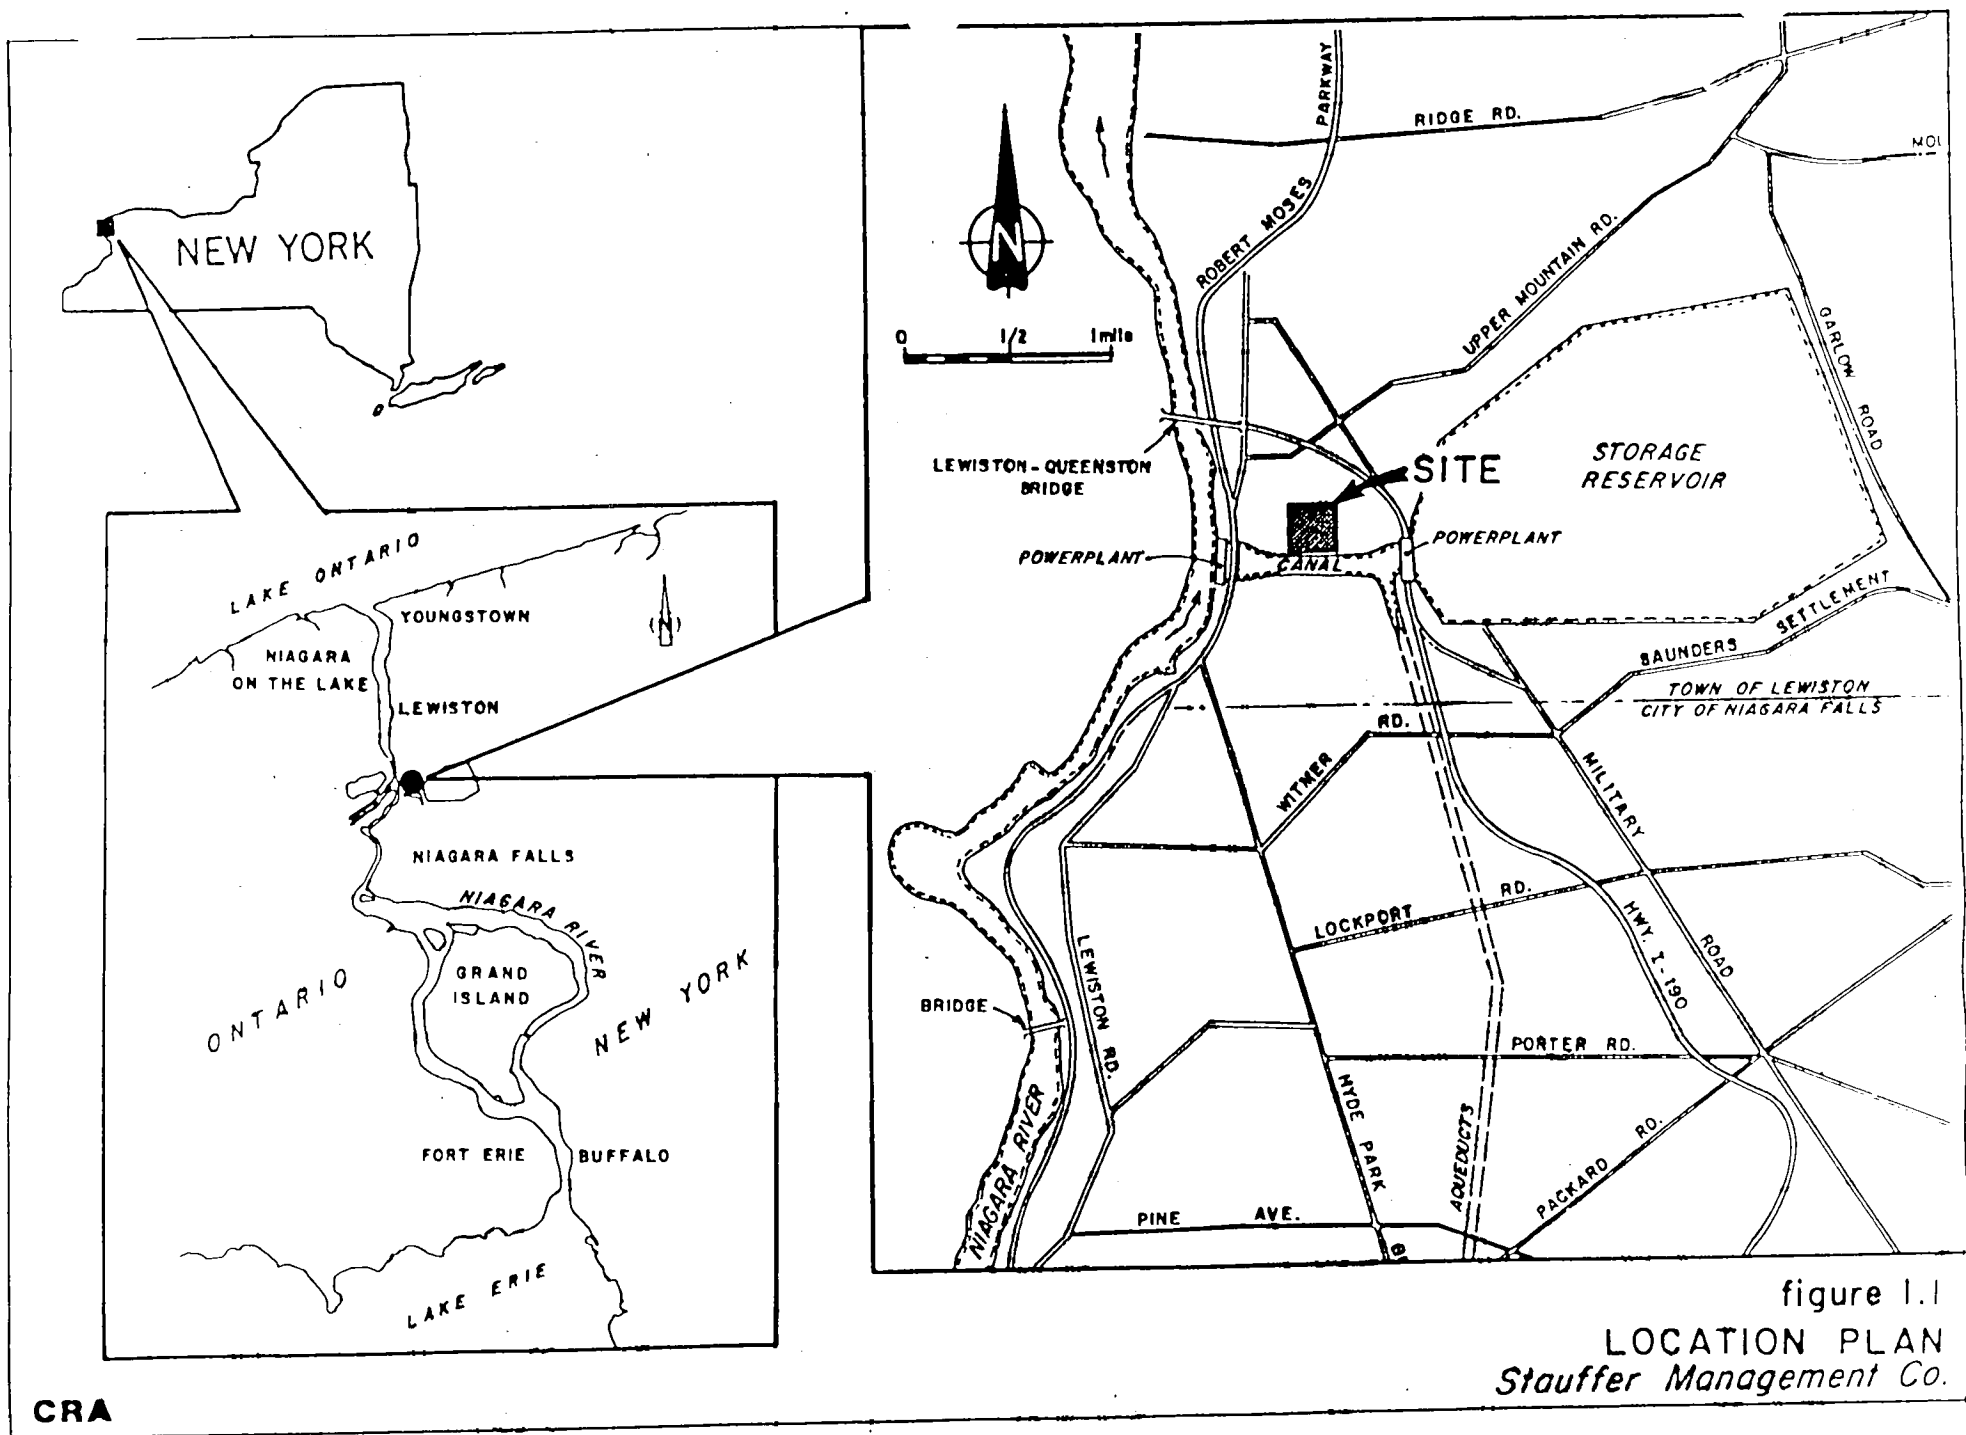 NEW YORK
LAKE ONTARIO
YOUNGSTOWN
(N)
NIAGARA
ON THE LAKE
LEWISTON
NIAGARA FALLS
NIAGARA RIVER
GRAND
ISLAND
ONTARIO
NEW YORK
FORT ERIE
BUFFALO
LAKE ERIE
CRA
N
0 1/2 1 mile
ROBERT MOSES PARKWAY
RIDGE RD.
MOU
UPPER MOUNTAIN RD.
GARLOW ROAD
LEWISTON-QUEENSTON
BRIDGE
SITE
STORAGE
RESERVOIR
POWERPLANT
CANAL
POWERPLANT
SAUNDERS SETTLEMENT
TOWN OF LEWISTON
CITY OF NIAGARA FALLS
WITMER RD.
MILITARY ROAD
LOCKPORT RD.
HWY. I-190
LEWISTON RD.
BRIDGE
PORTER RD.
HYDE PARK
AQUEDUCTS
PACKARD RD.
NIAGARA RIVER
PINE AVE.
figure 1.1
LOCATION PLAN
Stauffer Management Co.